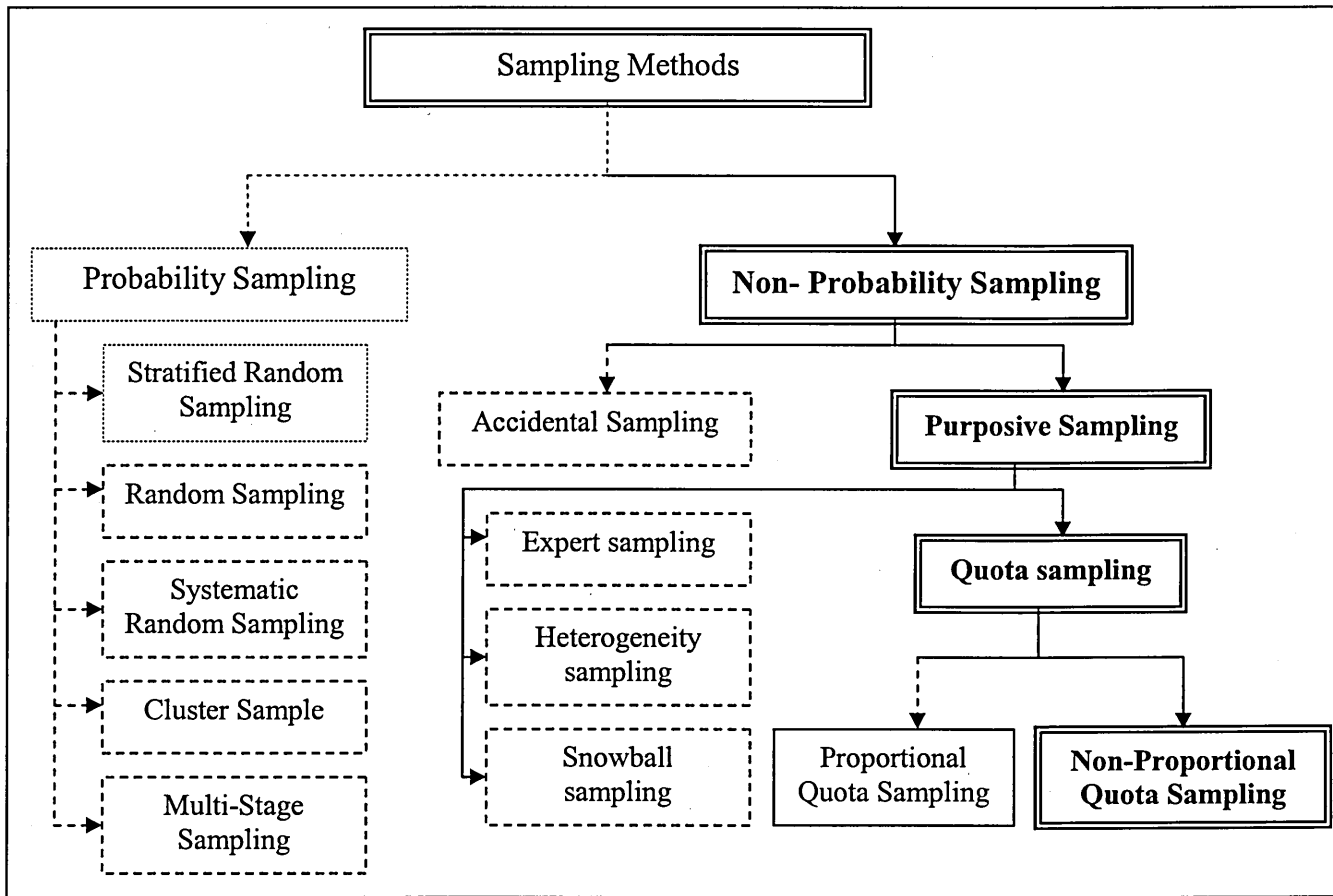 Sampling Methods
Probability Sampling
Stratified Random
Sampling
Random Sampling
Systematic
Random Sampling
Cluster Sample
Multi-Stage
Sampling
Non- Probability Sampling
Accidental Sampling
Purposive Sampling
Expert sampling
Heterogeneity
sampling
Snowball
sampling
Quota sampling
Proportional
Quota Sampling
Non-Proportional
Quota Sampling